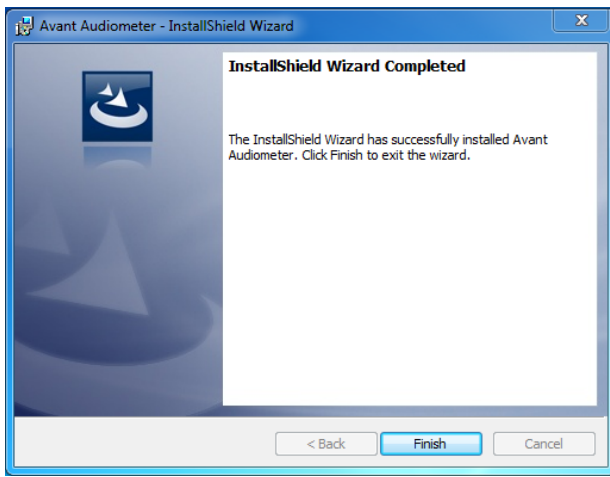 Avant Audiometer - InstallShield Wizard
InstallShield Wizard Completed
The InstallShield Wizard has successfully installed Avant
Audiometer. Click Finish to exit the wizard.
< Back Finish Cancel